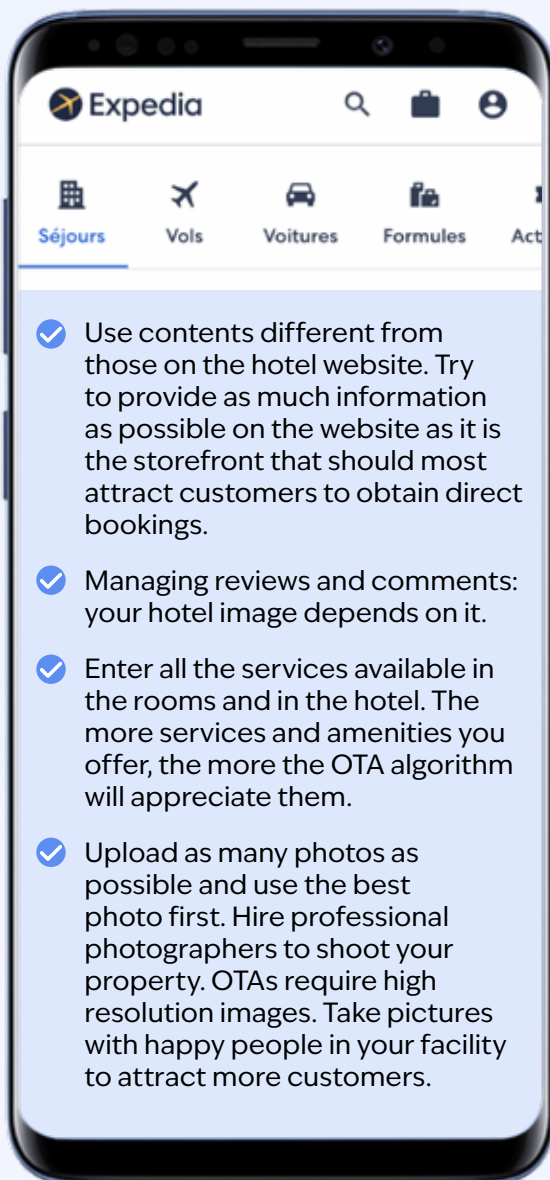 Expedia
Séjours Vols Voitures Formules Act
Use contents different from
those on the hotel website. Try
to provide as much information
as possible on the website as it is
the storefront that should most
attract customers to obtain direct
bookings.
Managing reviews and comments:
your hotel image depends on it.
Enter all the services available in
the rooms and in the hotel. The
more services and amenities you
offer, the more the OTA algorithm
will appreciate them.
Upload as many photos as
possible and use the best
photo first. Hire professional
photographers to shoot your
property. OTAs require high
resolution images. Take pictures
with happy people in your facility
to attract more customers.